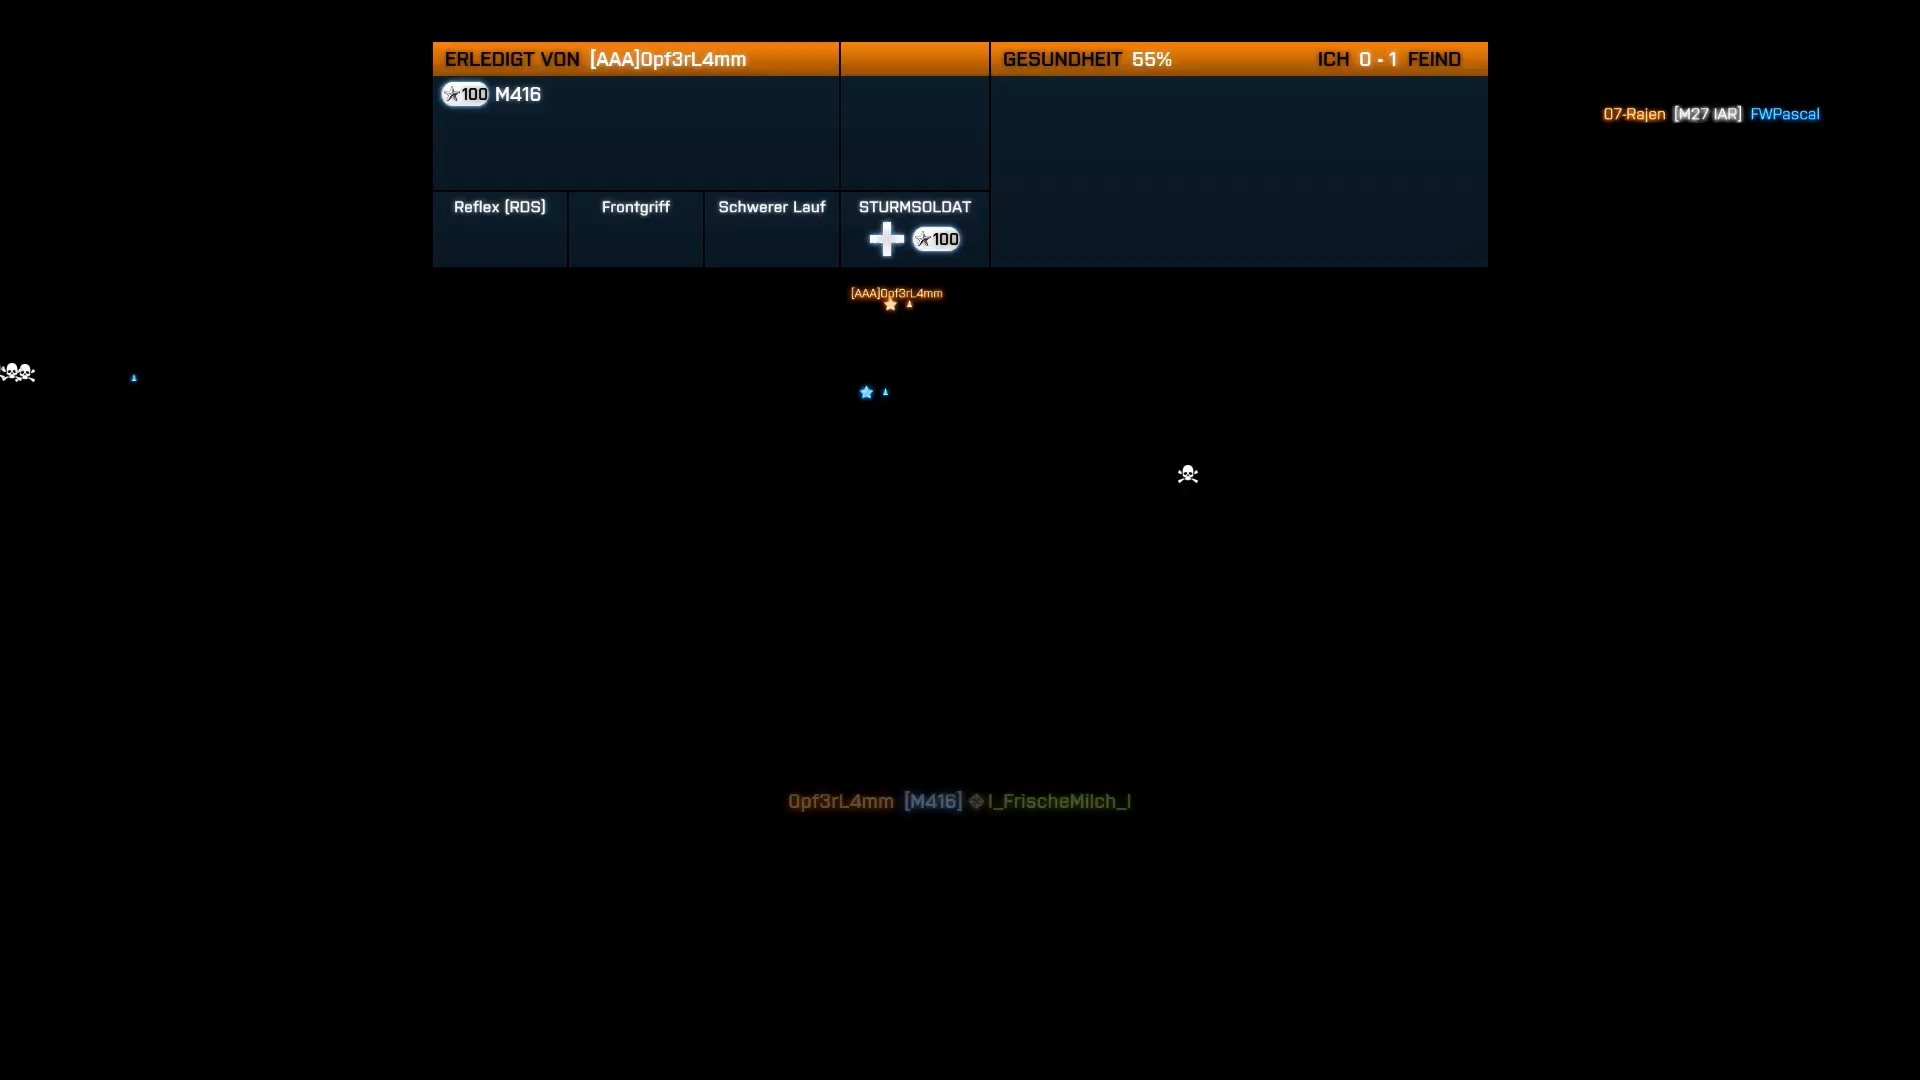 ERLEDIGT VON [AAA]0pf3rL4mm GESUNDHEIT 55% ICH 0 - 1 FEIND
100 M416
07-Rajen [M27 IAR] FWPascal
Reflex (RDS) Frontgriff Schwerer Lauf STURMSOLDAT
100
[AAA]0pf3rL4mm
0pf3rL4mm [M416] I_FrischeMilch_I